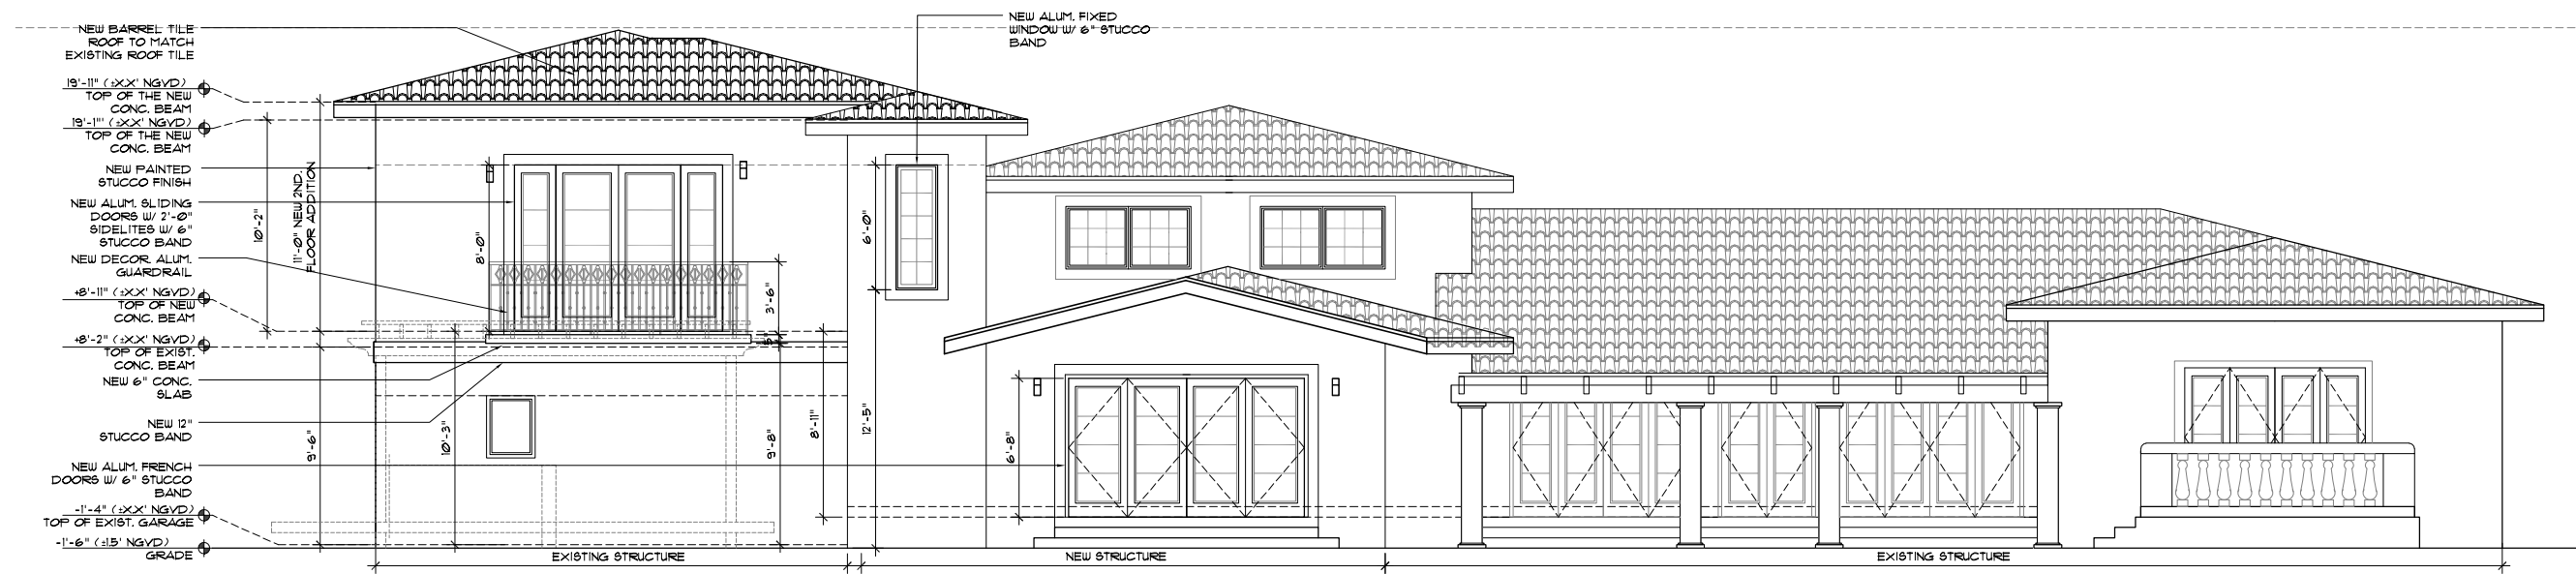 NEW BARREL TILE
ROOF TO MATCH
EXISTING ROOF TILE
19'-11" (±X.X' NGVD)
TOP OF THE NEW
CONC. BEAM
19'-1"' (±X.X' NGVD)
TOP OF THE NEW
CONC. BEAM
NEW PAINTED
STUCCO FINISH
NEW ALUM. SLIDING
DOORS W/ 2'-0"
SIDELITES W/ 6"
STUCCO BAND
NEW DECOR. ALUM.
GUARDRAIL
+8'-11" (±X.X' NGVD)
TOP OF NEW
CONC. BEAM
+8'-2" (±X.X' NGVD)
TOP OF EXIST.
CONC. BEAM
NEW 6" CONC.
SLAB
NEW 12"
STUCCO BAND
NEW ALUM. FRENCH
DOORS W/ 6" STUCCO
BAND
-1'-4" (±X.X' NGVD)
TOP OF EXIST. GARAGE
-1'-6" (±1.5' NGVD)
GRADE
NEW ALUM. FIXED
WINDOW W/ 6" STUCCO
BAND
10'-2"
11'-0" NEW 2ND.
FLOOR ADDITION
8'-0"
3'-6"
6'-0"
9'-6"
10'-3"
9'-8"
8'-11"
12'-5"
6'-8"
EXISTING STRUCTURE
NEW STRUCTURE
EXISTING STRUCTURE